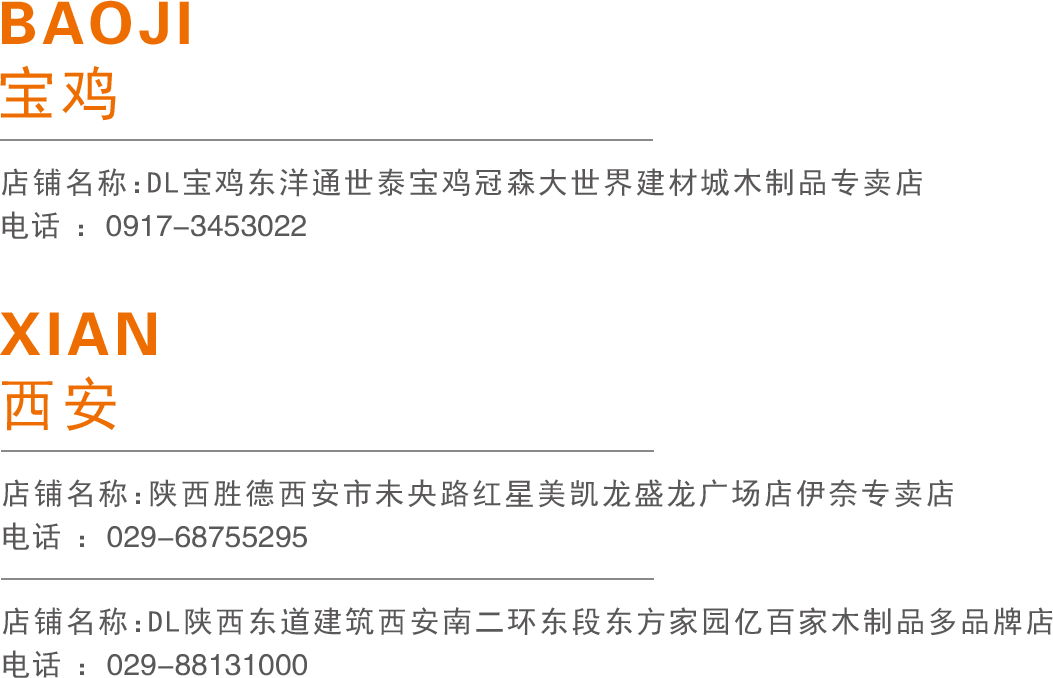 BAOJI
宝鸡
店铺名称:DL宝鸡东洋通世泰宝鸡冠森大世界建材城木制品专卖店
电话 : 0917-3453022
XIAN
西安
店铺名称:陕西胜德西安市未央路红星美凯龙盛龙广场店伊奈专卖店
电话 : 029-68755295
店铺名称:DL陕西东道建筑西安南二环东段东方家园亿百家木制品多品牌店
电话 : 029-88131000